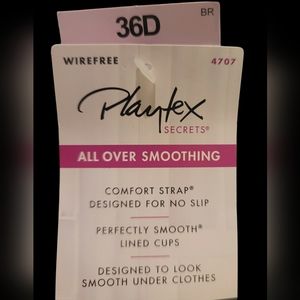 36D
BR
WIREFREE 4707
Playtex
SECRETS®
ALL OVER SMOOTHING
COMFORT STRAP®
DESIGNED FOR NO SLIP
PERFECTLY SMOOTH®
LINED CUPS
DESIGNED TO LOOK
SMOOTH UNDER CLOTHES